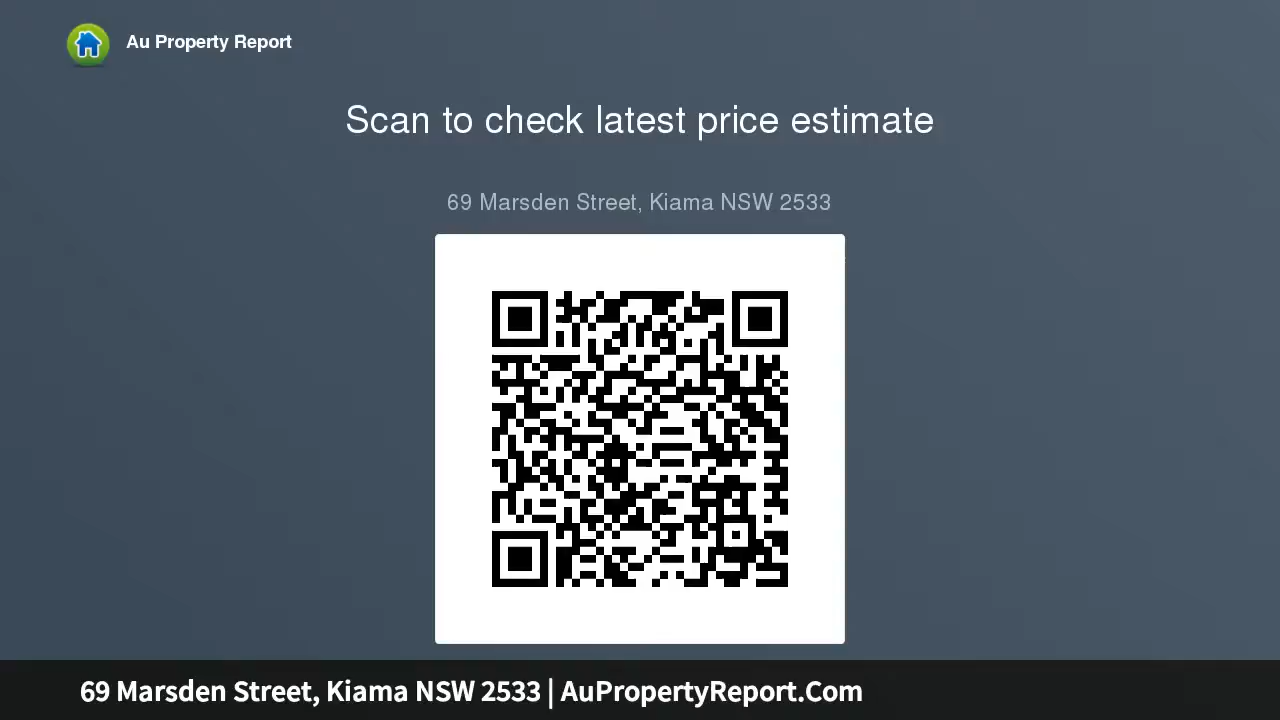 Au Property Report
Scan to check latest price estimate
69 Marsden Street, Kiama NSW 2533
69 Marsden Street, Kiama NSW 2533 | AuPropertyReport.Com